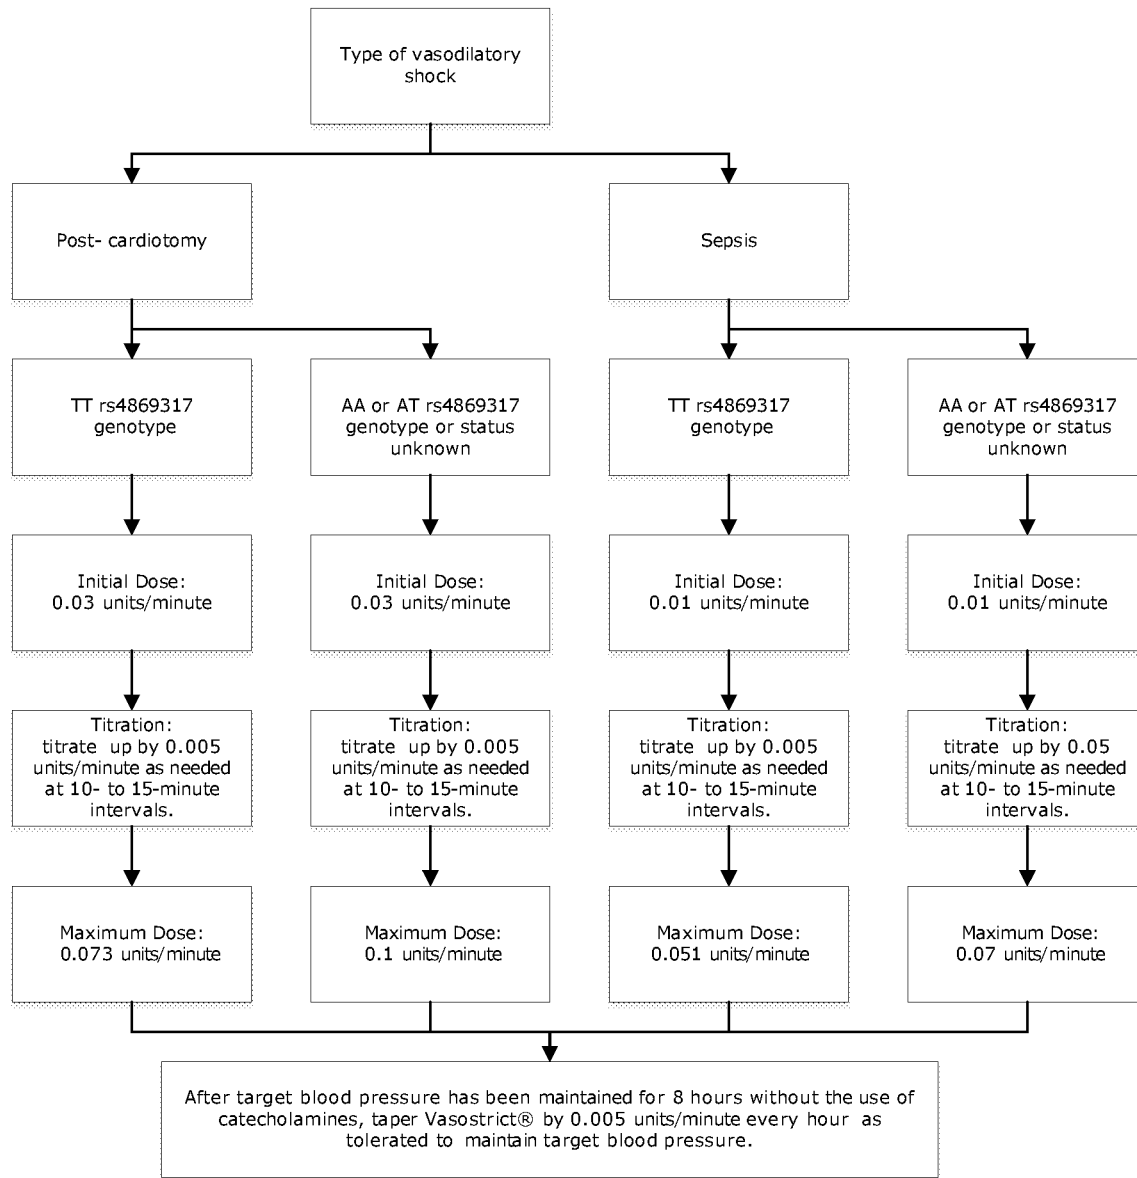 Type of vasodilatory
shock
Post- cardiotomy
Sepsis
TT rs4869317
genotype
AA or AT rs4869317
genotype or status
unknown
TT rs4869317
genotype
AA or AT rs4869317
genotype or status
unknown
Initial Dose:
0.03 units/minute
Initial Dose:
0.03 units/minute
Initial Dose:
0.01 units/minute
Initial Dose:
0.01 units/minute
Titration:
titrate up by 0.005
units/minute as needed
at 10- to 15-minute
intervals.
Titration:
titrate up by 0.005
units/minute as needed
at 10- to 15-minute
intervals.
Titration:
titrate up by 0.005
units/minute as needed
at 10- to 15-minute
intervals.
Titration:
titrate up by 0.05
units/minute as needed
at 10- to 15-minute
intervals.
Maximum Dose:
0.073 units/minute
Maximum Dose:
0.1 units/minute
Maximum Dose:
0.051 units/minute
Maximum Dose:
0.07 units/minute
After target blood pressure has been maintained for 8 hours without the use of
catecholamines, taper Vasostrict® by 0.005 units/minute every hour as
tolerated to maintain target blood pressure.